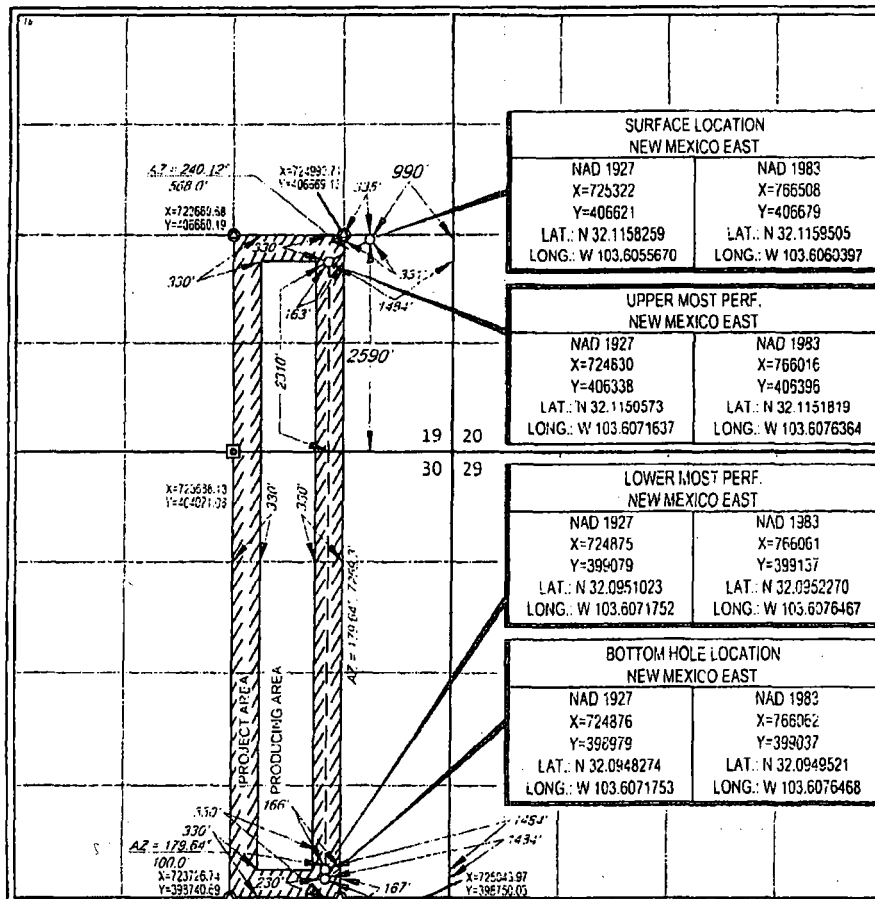 AZ = 240.12°
568.0'
990'
335'
330'
331'
330'
1484'
163'
2310'
2590'
19 20
30 29
330'
330'
AZ = 179.64° 7259.3'
PROJECT AREA
PRODUCING AREA
166'
330'
330'
AZ = 179.64°
100.0'
X=723726.74
Y=398740.69
230'
167'
X=725043.97
Y=398750.05
SURFACE LOCATION
NEW MEXICO EAST
NAD 1927 NAD 1983
X=725322 X=766508
Y=406621 Y=406679
LAT.: N 32.1158259 LAT.: N 32.1159505
LONG.: W 103.6055670 LONG.: W 103.6060397
UPPER MOST PERF.
NEW MEXICO EAST
NAD 1927 NAD 1983
X=724830 X=766016
Y=406338 Y=406396
LAT.: N 32.1150573 LAT.: N 32.1151819
LONG.: W 103.6071637 LONG.: W 103.6076364
LOWER MOST PERF.
NEW MEXICO EAST
NAD 1927 NAD 1983
X=724875 X=766061
Y=399079 Y=399137
LAT.: N 32.0951023 LAT.: N 32.0952270
LONG.: W 103.6071752 LONG.: W 103.6076467
BOTTOM HOLE LOCATION
NEW MEXICO EAST
NAD 1927 NAD 1983
X=724876 X=766062
Y=398979 Y=399037
LAT.: N 32.0948274 LAT.: N 32.0949521
LONG.: W 103.6071753 LONG.: W 103.6076468